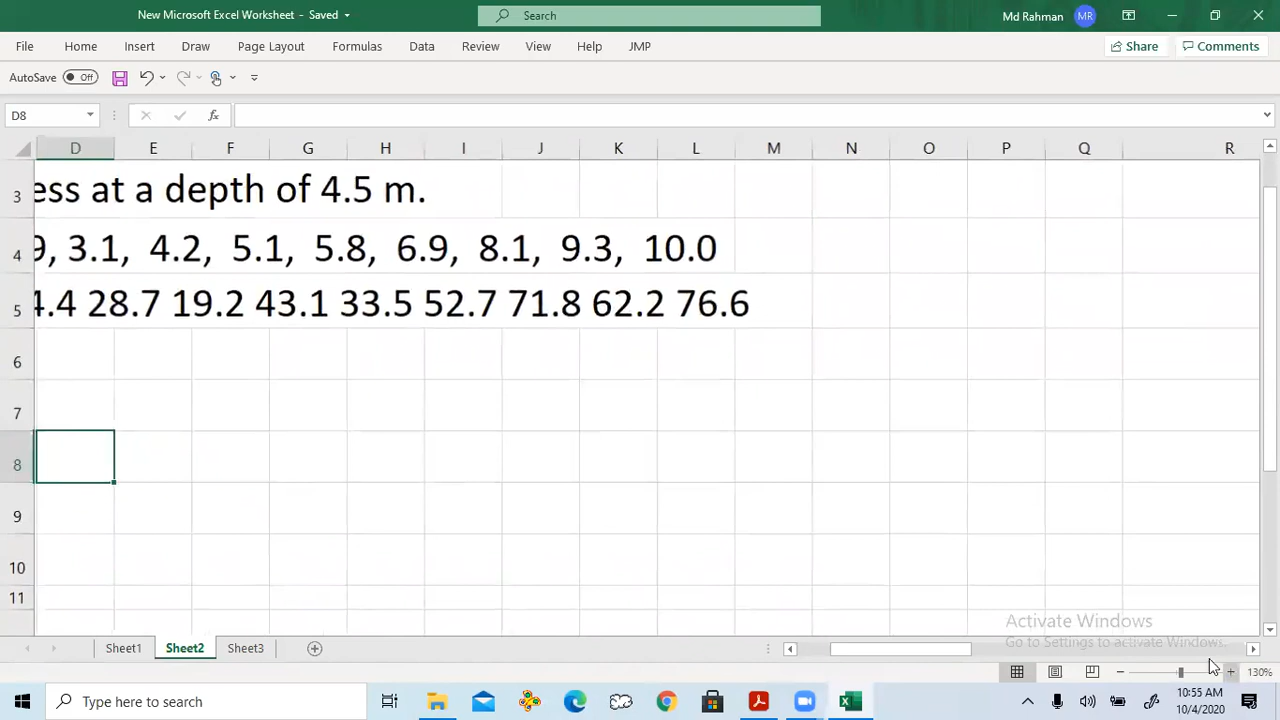 New Microsoft Excel Worksheet - Saved
Search
Md Rahman MR
File Home Insert Draw Page Layout Formulas Data Review View Help JMP Share Comments
AutoSave Off
D8 fx
D E F G H I J K L M N O P Q R
3 ess at a depth of 4.5 m.
4 9, 3.1, 4.2, 5.1, 5.8, 6.9, 8.1, 9.3, 10.0
5 4.4 28.7 19.2 43.1 33.5 52.7 71.8 62.2 76.6
6
7
8
9
10
11
Activate Windows
Go to Settings to activate Windows.
Sheet1 Sheet2 Sheet3
130%
Type here to search
10:55 AM
10/4/2020